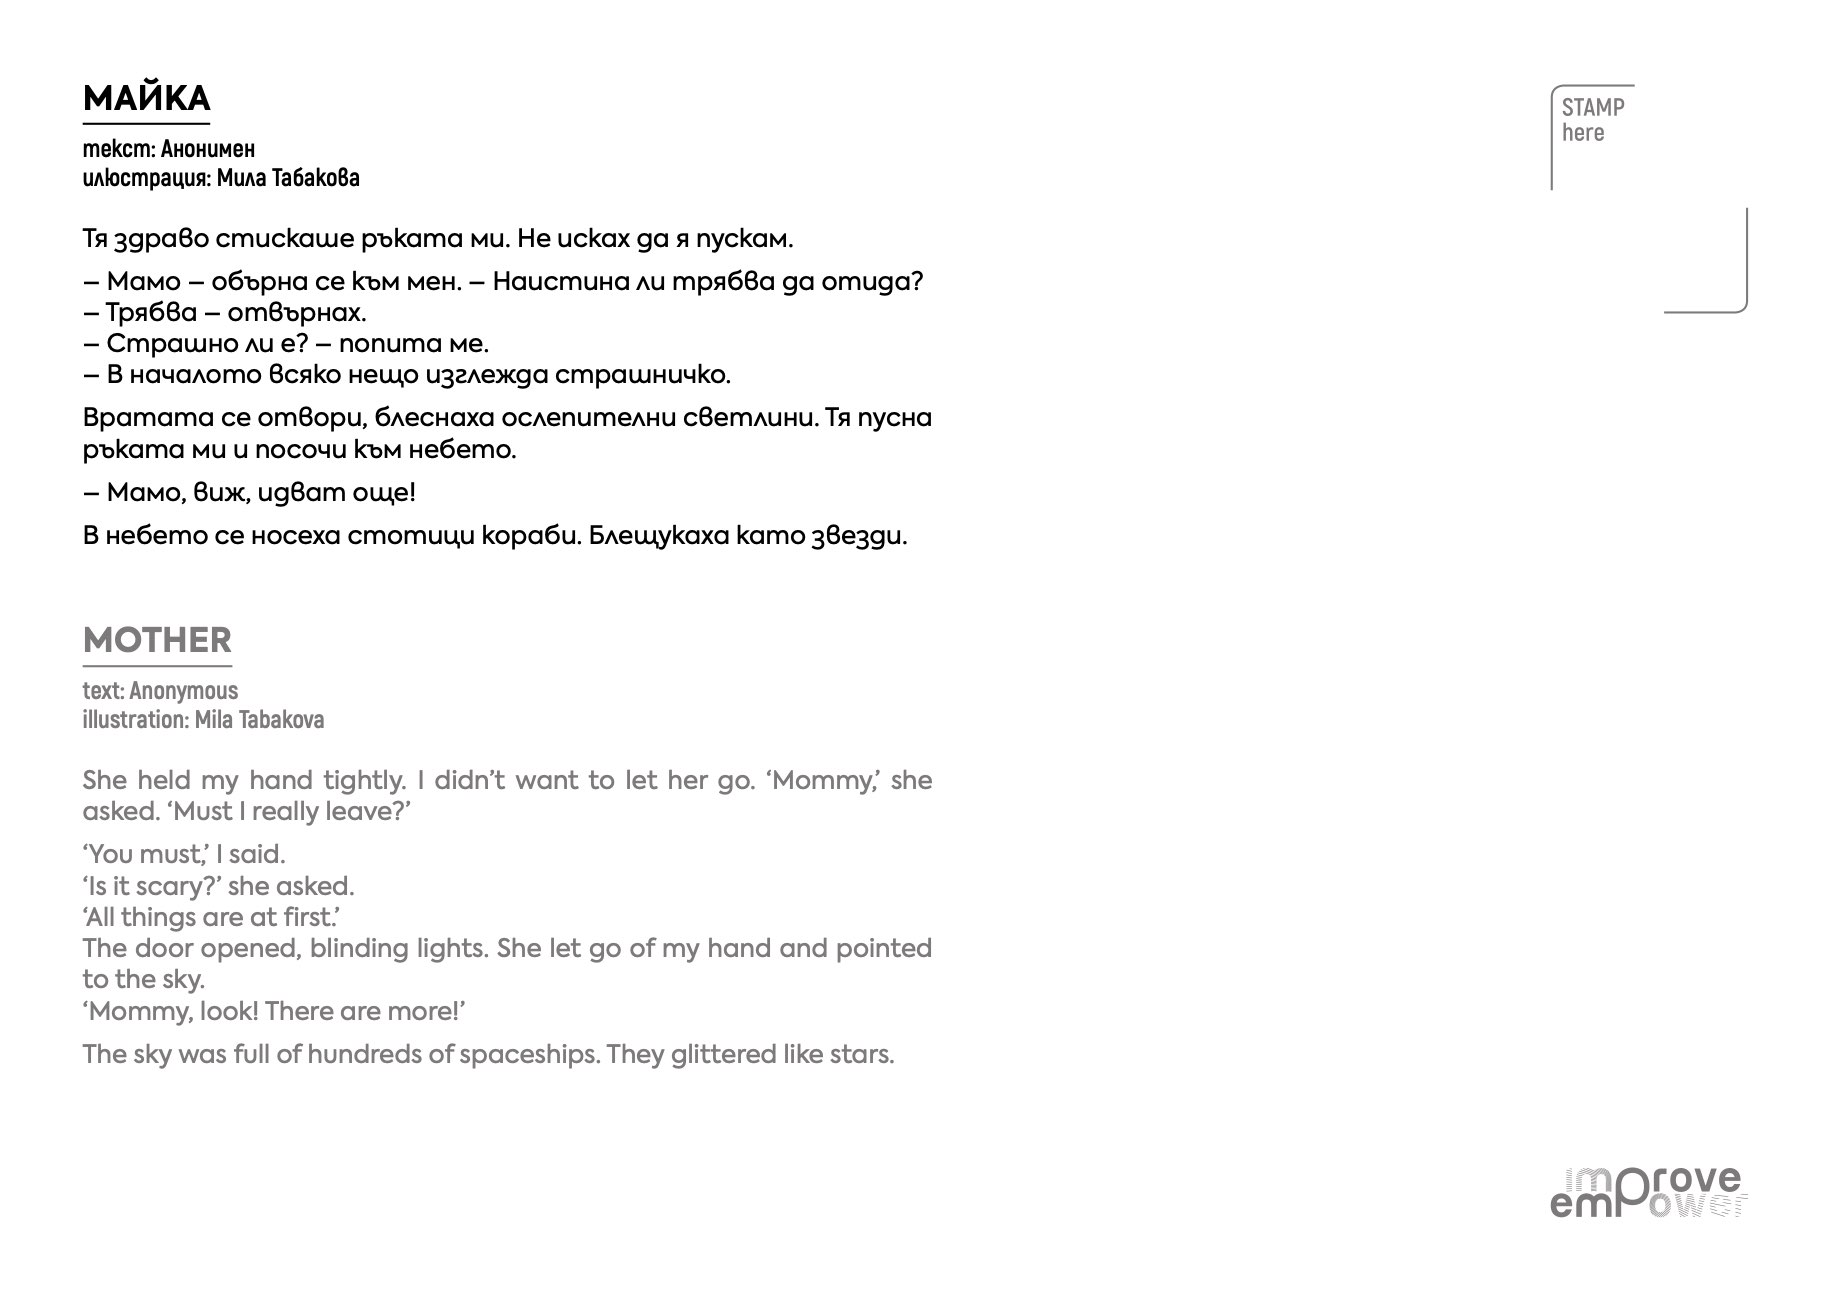 МАЙКА
текст: Анонимен
илюстрация: Мила Табакова
Тя здраво стискаше ръката ми. Не исках да я пускам.
– Мамо – обърна се към мен. – Наистина ли трябва да отида?
– Трябва – отвърнах.
– Страшно ли е? – попита ме.
– В началото всяко нещо изглежда страшничко.
Вратата се отвори, блеснаха ослепителни светлини. Тя пусна
ръката ми и посочи към небето.
– Мамо, виж, идват още!
В небето се носеха стотици кораби. Блещукаха като звезди.
MOTHER
text: Anonymous
illustration: Mila Tabakova
She held my hand tightly. I didn’t want to let her go. ‘Mommy,’ she
asked. ‘Must I really leave?’
‘You must,’ I said.
‘Is it scary?’ she asked.
‘All things are at first.’
The door opened, blinding lights. She let go of my hand and pointed
to the sky.
‘Mommy, look! There are more!’
The sky was full of hundreds of spaceships. They glittered like stars.
STAMP
here
improve
emPower